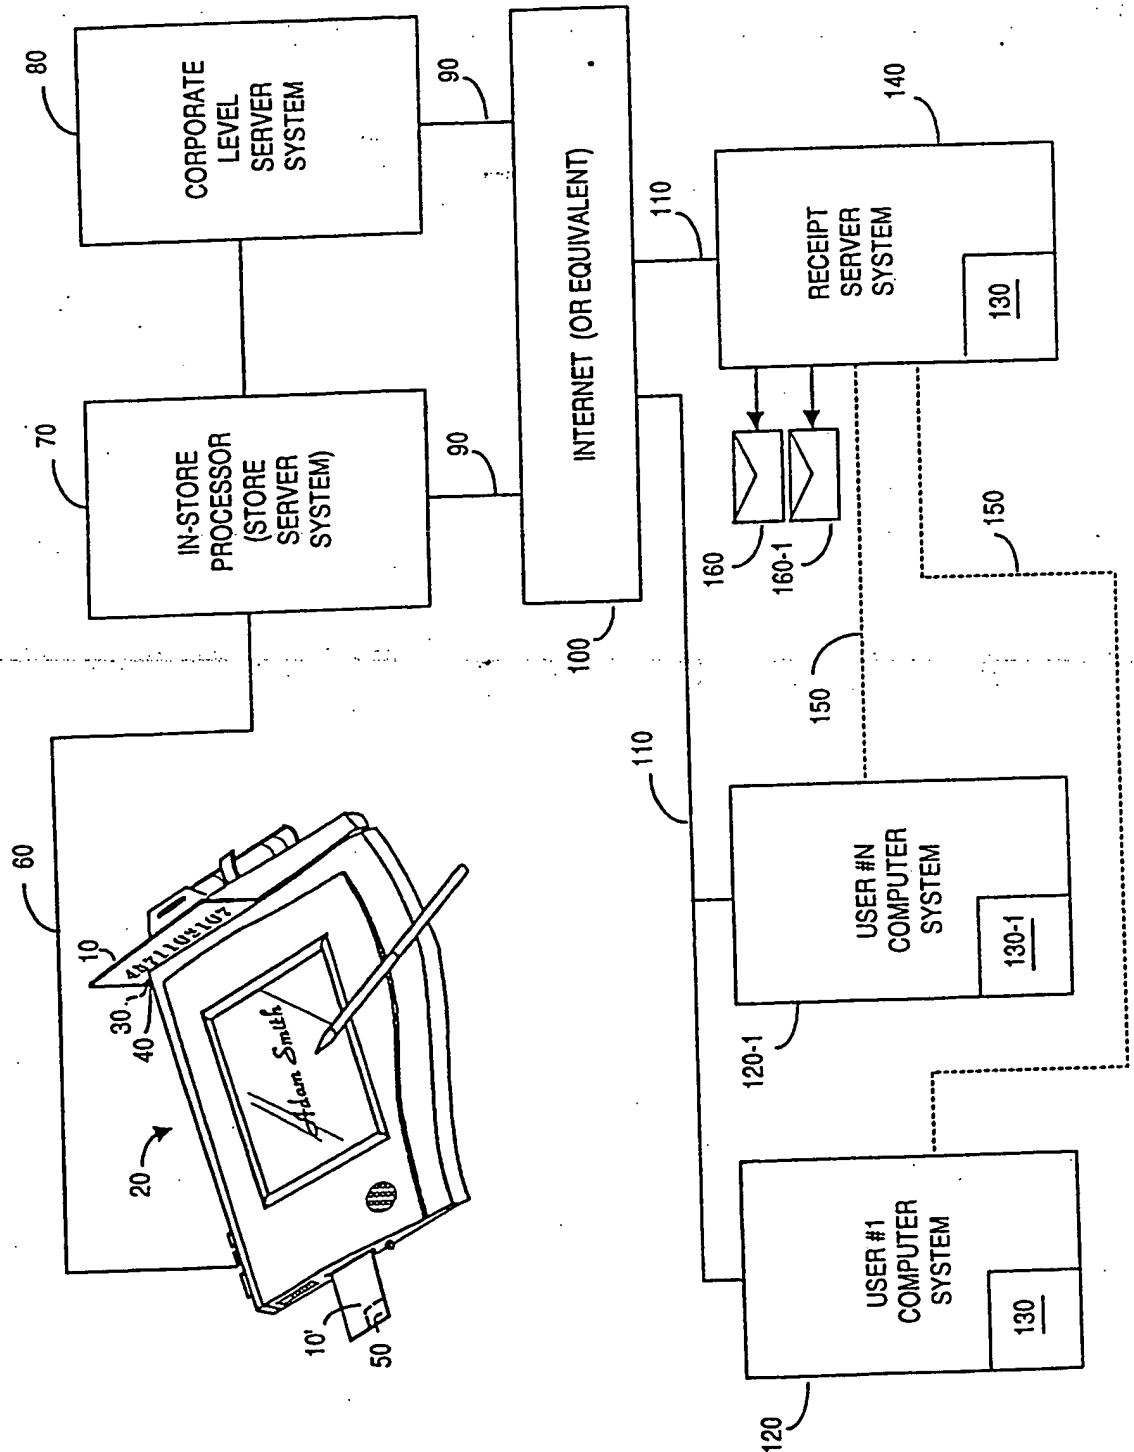 60
20
10
30
40
4471109107
Adam Smith
10'
50
70
IN-STORE
PROCESSOR
(STORE
SERVER
SYSTEM)
80
CORPORATE
LEVEL
SERVER
SYSTEM
90
90
INTERNET (OR EQUIVALENT)
100
110
110
USER #1
COMPUTER
SYSTEM
130
120
USER #N
COMPUTER
SYSTEM
130-1
120-1
160
160-1
150
150
RECEIPT
SERVER
SYSTEM
130
140